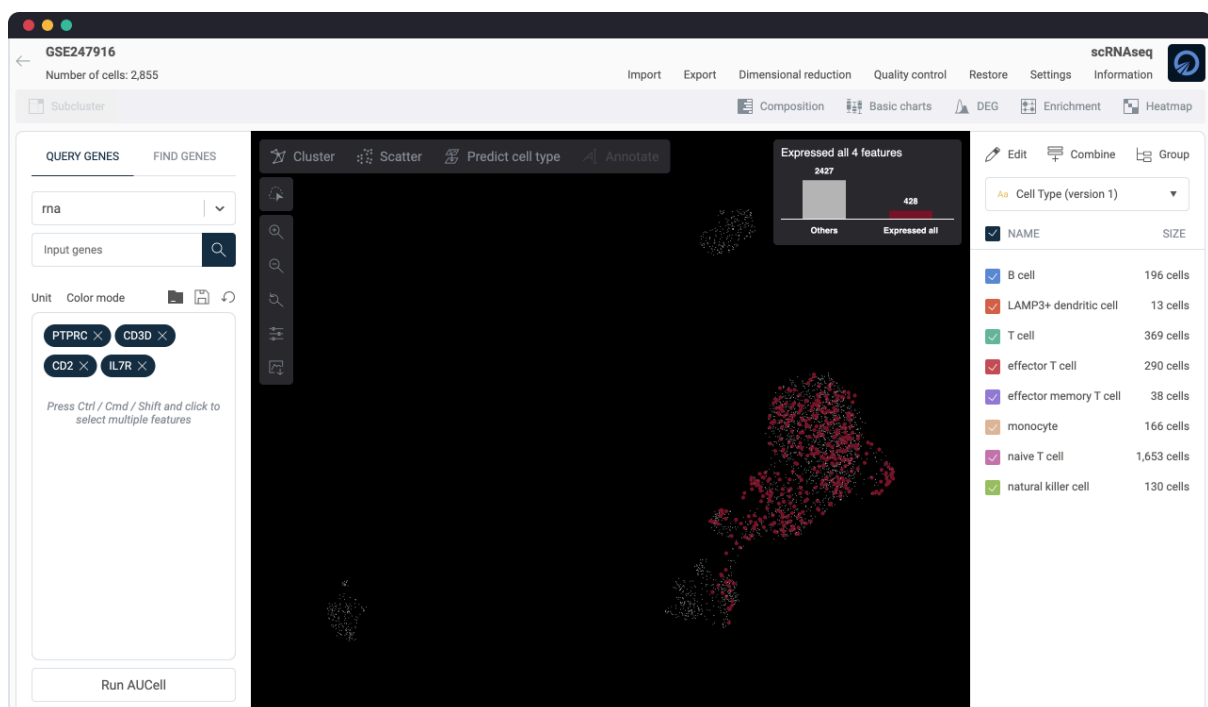 GSE247916
Number of cells: 2,855
scRNAseq
Import Export Dimensional reduction Quality control Restore Settings Information
Subcluster
Composition Basic charts DEG Enrichment Heatmap
QUERY GENES FIND GENES
rna
Input genes
Unit Color mode
PTPRC CD3D
CD2 IL7R
Press Ctrl / Cmd / Shift and click to
select multiple features
Run AUCell
Cluster Scatter Predict cell type Annotate
Expressed all 4 features
2427
428
Others Expressed all
Edit Combine Group
Aa Cell Type (version 1)
NAME SIZE
B cell 196 cells
LAMP3+ dendritic cell 13 cells
T cell 369 cells
effector T cell 290 cells
effector memory T cell 38 cells
monocyte 166 cells
naive T cell 1,653 cells
natural killer cell 130 cells